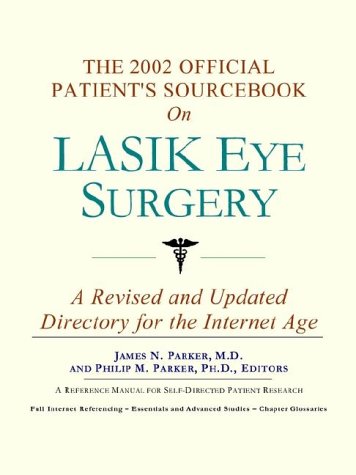 THE 2002 OFFICIAL
PATIENT'S SOURCEBOOK
On
LASIK EYE
SURGERY
A Revised and Updated
Directory for the Internet Age
JAMES N. PARKER, M.D.
AND PHILIP M. PARKER, PH.D., EDITORS
A REFERENCE MANUAL FOR SELF-DIRECTED PATIENT RESEARCH
Full Internet Referencing – Essentials and Advanced Studies – Chapter Glossaries